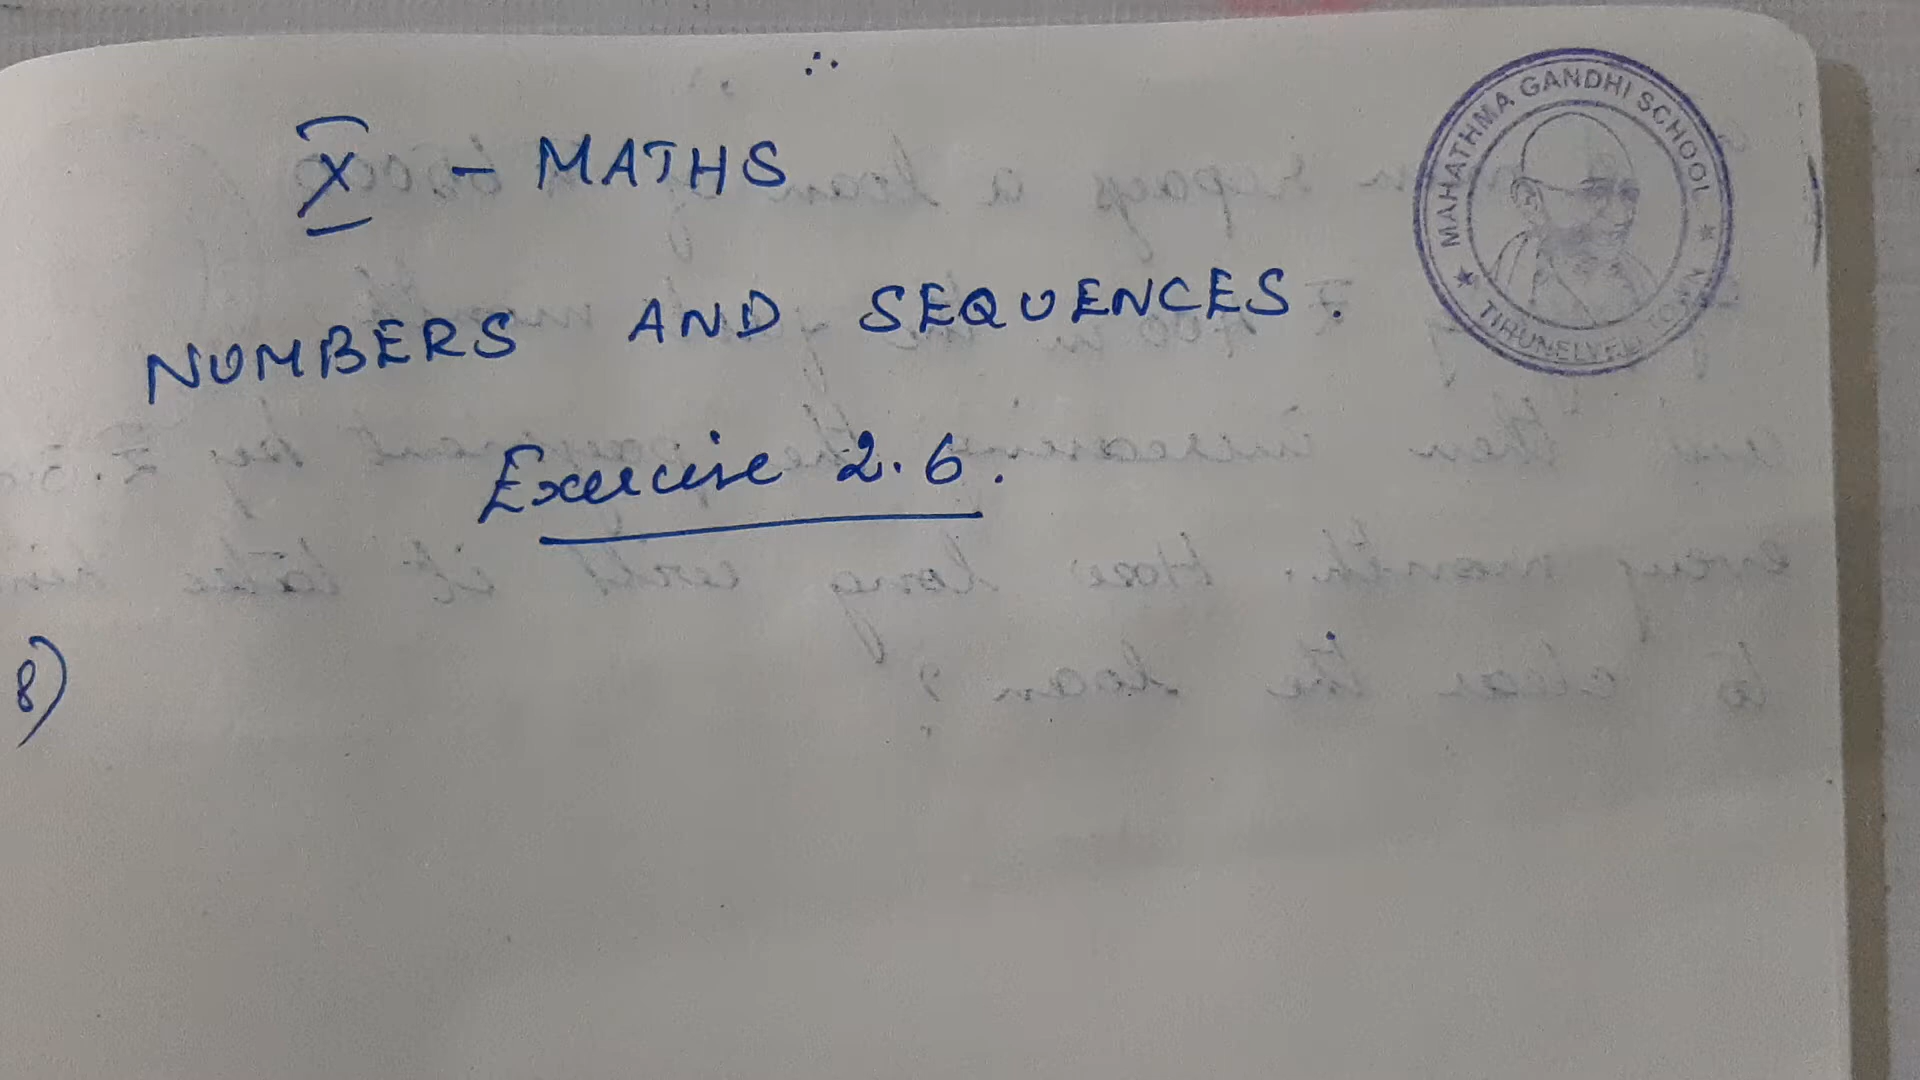 X - MATHS
NUMBERS AND SEQUENCES.
Exercise 2.6.
8)
MAHATHMA GANDHI SCHOOL
TIRUNELVELI TOWN